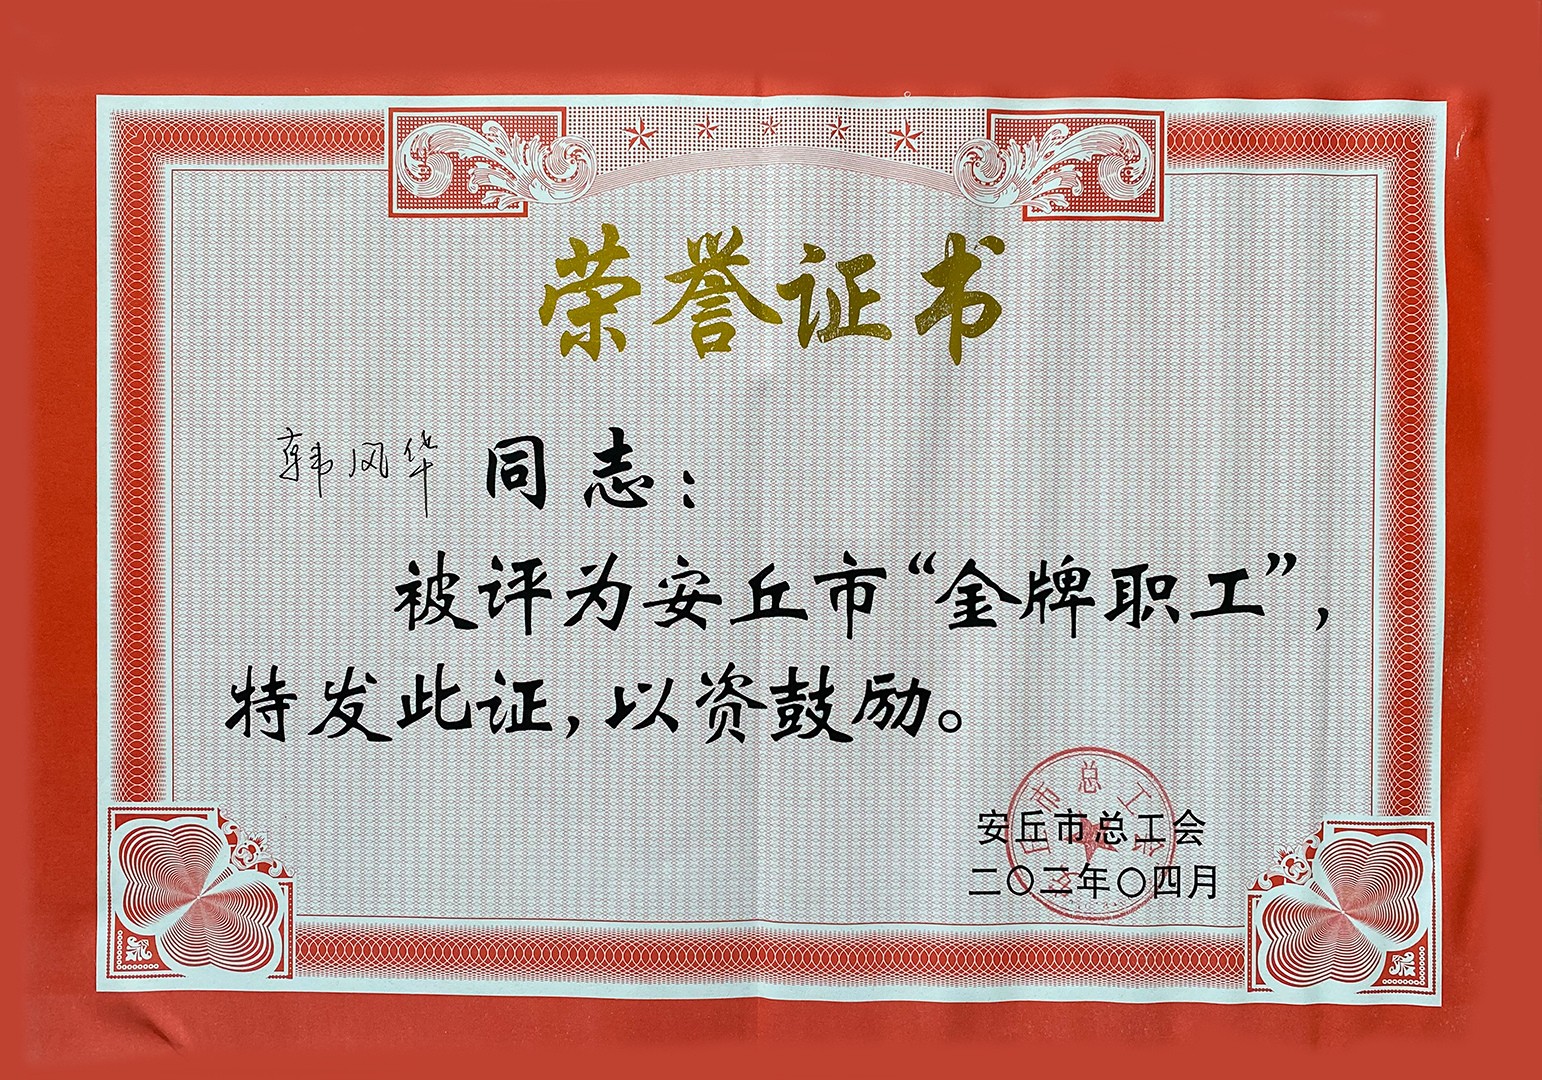 荣誉证书
韩风华 同志：
被评为安丘市“金牌职工”，
特发此证，以资鼓励。
安丘市总工会
二〇二年〇四月